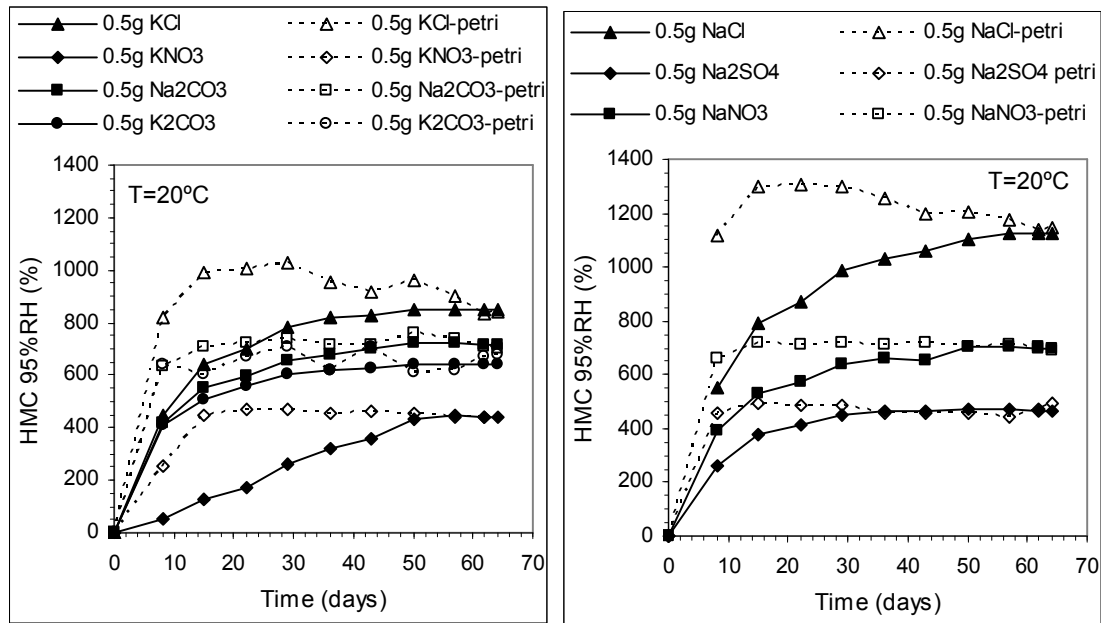 0.5g KCl 0.5g KCl-petri
0.5g KNO3 0.5g KNO3-petri
0.5g Na2CO3 0.5g Na2CO3-petri
0.5g K2CO3 0.5g K2CO3-petri
T=20ºC
HMC 95%RH (%)
1400
1200
1000
800
600
400
200
0
0 10 20 30 40 50 60 70
Time (days)
0.5g NaCl 0.5g NaCl-petri
0.5g Na2SO4 0.5g Na2SO4 petri
0.5g NaNO3 0.5g NaNO3-petri
T=20ºC
HMC 95%RH (%)
1400
1200
1000
800
600
400
200
0
0 10 20 30 40 50 60 70
Time (days)